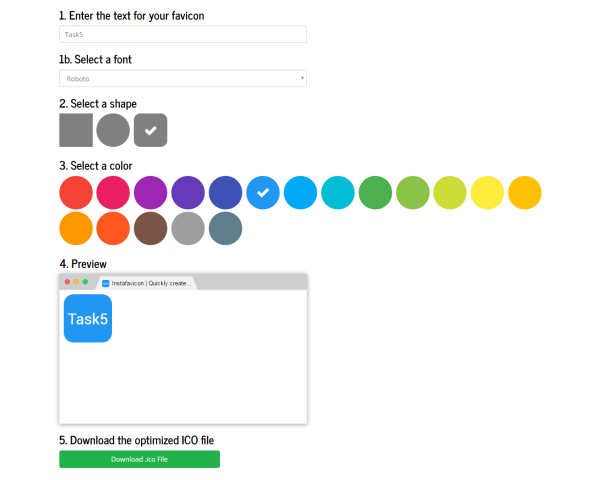 1. Enter the text for your favicon
Task5
1b. Select a font
Roboto
2. Select a shape
3. Select a color
4. Preview
Instafavicon | Quickly create...
Task5
5. Download the optimized ICO file
Download .ico File